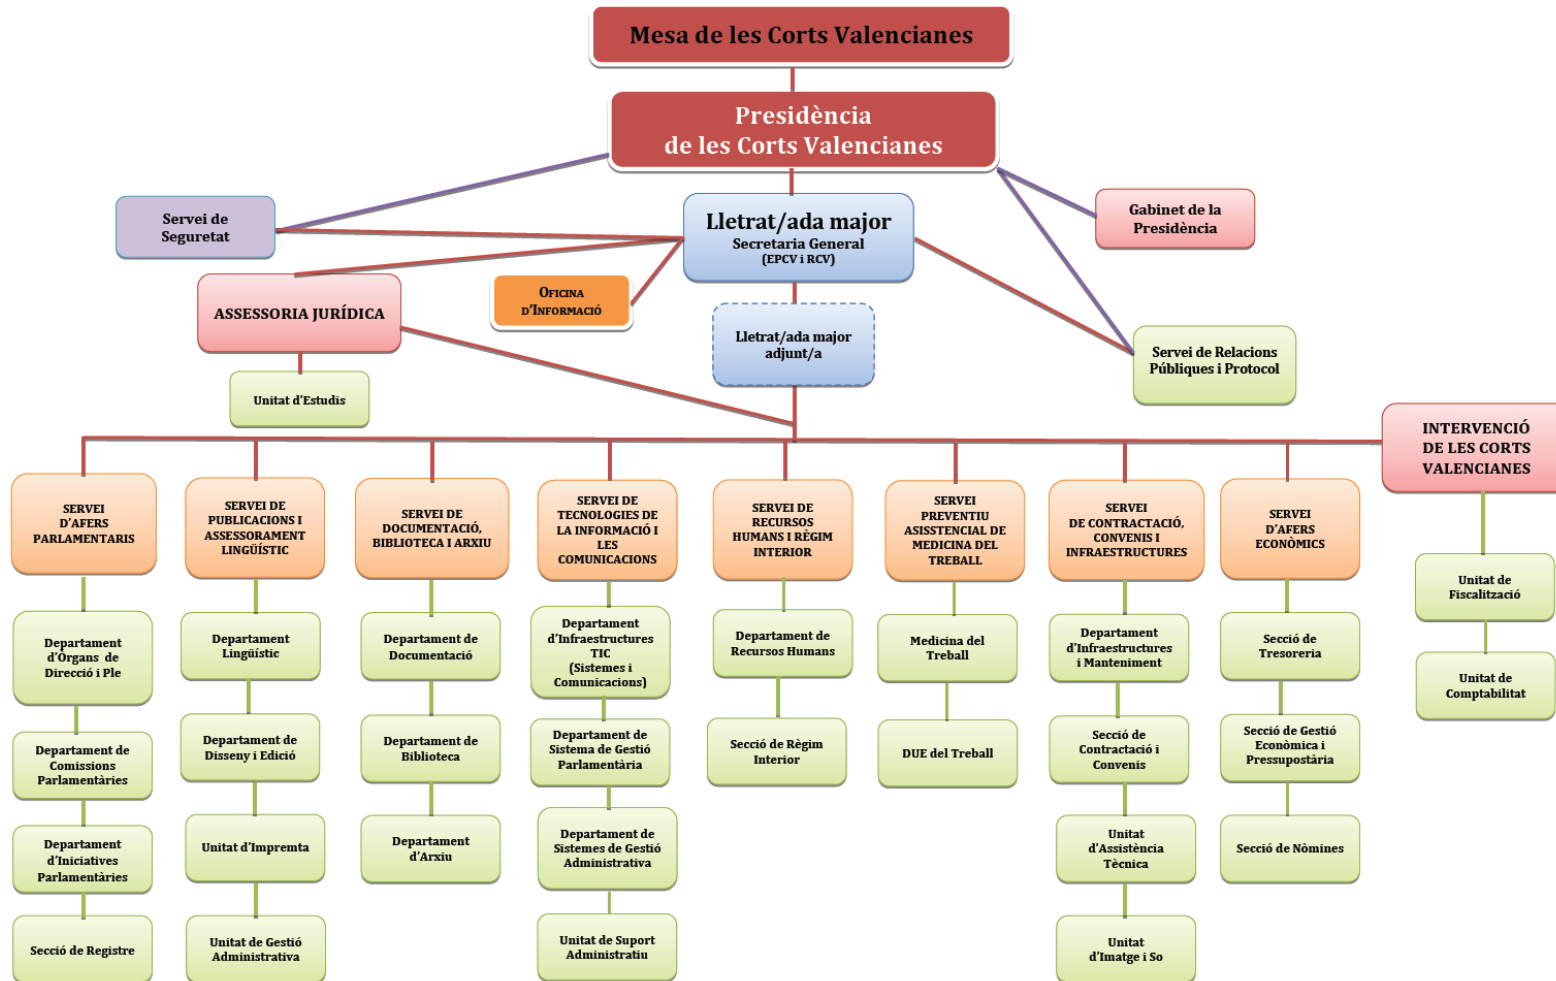 Mesa de les Corts Valencianes
Presidència
de les Corts Valencianes
Servei de
Seguretat
Lletrat/ada major
Secretaria General
(EPCV i RCV)
Gabinet de la
Presidència
ASSESSORIA JURÍDICA
OFICINA
D'INFORMACIÓ
Lletrat/ada major
adjunt/a
Servei de Relacions
Públiques i Protocol
Unitat d'Estudis
INTERVENCIÓ
DE LES CORTS
VALENCIANES
SERVEI
D'AFERS
PARLAMENTARIS
SERVEI DE
PUBLICACIONS I
ASSESSORAMENT
LINGÜÍSTIC
SERVEI DE
DOCUMENTACIÓ,
BIBLIOTECA I ARXIU
SERVEI DE
TECNOLOGIES DE
LA INFORMACIÓ I
LES
COMUNICACIONS
SERVEI DE
RECURSOS
HUMANS I RÈGIM
INTERIOR
SERVEI
PREVENTIU
ASISSTENCIAL DE
MEDICINA DEL
TREBALL
SERVEI
DE CONTRACTACIÓ,
CONVENIS I
INFRAESTRUCTURES
SERVEI
D'AFERS
ECONÒMICS
Unitat de
Fiscalització
Unitat de
Comptabilitat
Departament
d'Òrgans de
Direcció i Ple
Departament
Lingüístic
Departament de
Documentació
Departament
d'Infraestructures
TIC
(Sistemes i
Comunicacions)
Departament de
Recursos Humans
Medicina del
Treball
Departament
d'Infraestructures
i Manteniment
Secció de
Tresoreria
Departament de
Comissions
Parlamentàries
Departament de
Disseny i Edició
Departament de
Biblioteca
Departament de
Sistema de Gestió
Parlamentària
Secció de Règim
Interior
DUE del Treball
Secció de
Contractació i
Convenis
Secció de Gestió
Econòmica i
Pressupostària
Departament
d'Iniciatives
Parlamentàries
Unitat d'Impremta
Departament
d'Arxiu
Departament de
Sistemes de Gestió
Administrativa
Unitat
d'Assistència
Tècnica
Secció de Nòmines
Secció de Registre
Unitat de Gestió
Administrativa
Unitat de Suport
Administratiu
Unitat
d'Imatge i So